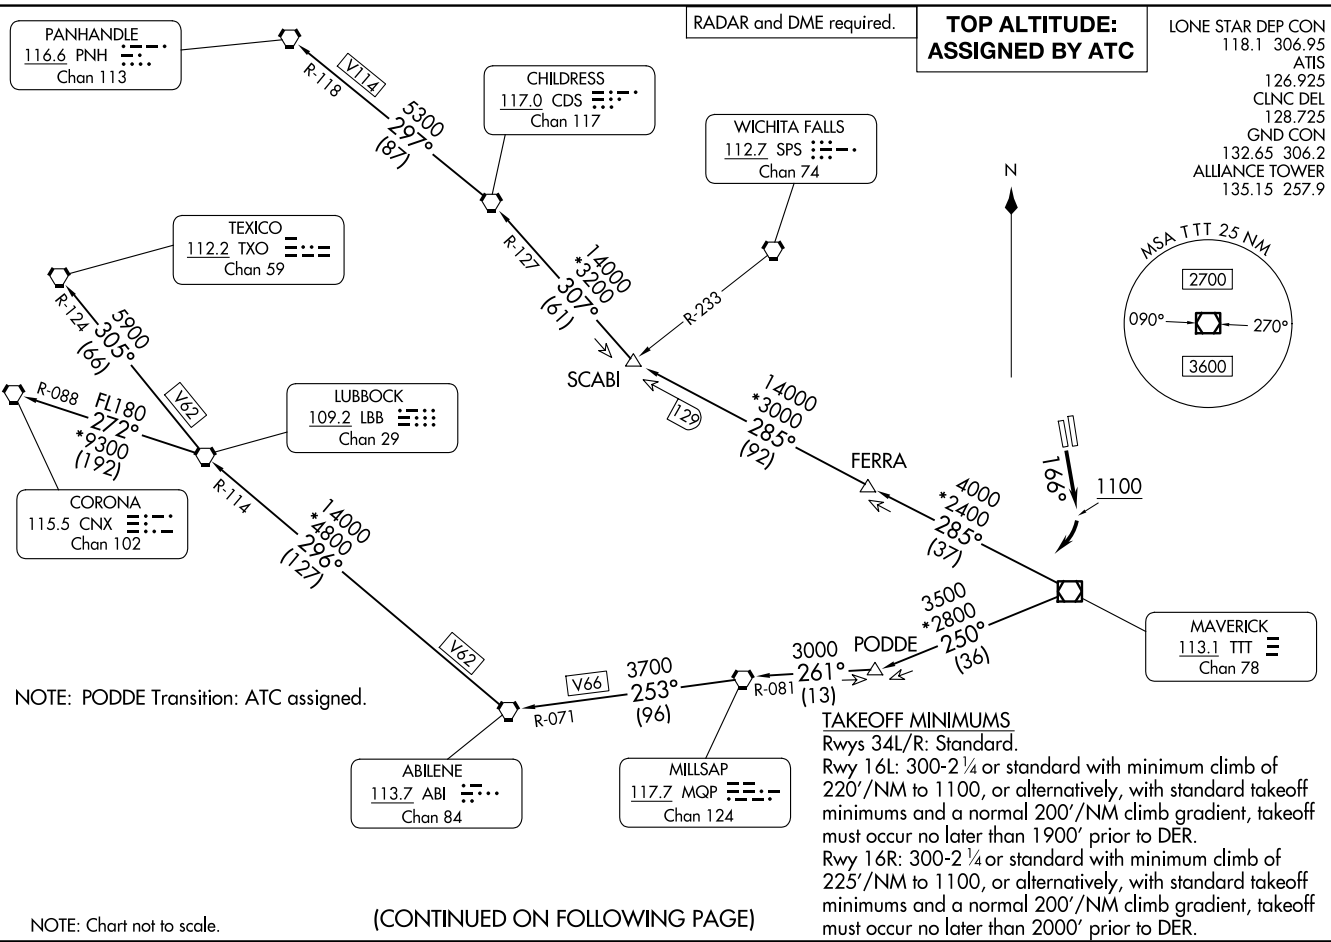 RADAR and DME required.
TOP ALTITUDE:
ASSIGNED BY ATC
LONE STAR DEP CON
118.1 306.95
ATIS
126.925
CLNC DEL
128.725
GND CON
132.65 306.2
ALLIANCE TOWER
135.15 257.9
PANHANDLE
116.6 PNH
Chan 113
R-118
V114
5300
297°
(87)
CHILDRESS
117.0 CDS
Chan 117
WICHITA FALLS
112.7 SPS
Chan 74
N
MSA TTT 25 NM
2700
090°
270°
3600
TEXICO
112.2 TXO
Chan 59
R-127
14000
*3200
307°
(61)
R-233
SCABI
R-124
5900
305°
(66)
V62
R-088
FL180
272°
*9300
(192)
LUBBOCK
109.2 LBB
Chan 29
129
14000
*3000
285°
(92)
FERRA
166°
1100
CORONA
115.5 CNX
Chan 102
R-114
14000
*4800
296°
(127)
4000
*2400
285°
(37)
MAVERICK
113.1 TTT
Chan 78
3500
*2800
250°
(36)
PODDE
3000
261°
(13)
R-081
V62
V66
3700
253°
(96)
R-071
NOTE: PODDE Transition: ATC assigned.
ABILENE
113.7 ABI
Chan 84
MILLSAP
117.7 MQP
Chan 124
TAKEOFF MINIMUMS
Rwys 34L/R: Standard.
Rwy 16L: 300-2¼ or standard with minimum climb of
220'/NM to 1100, or alternatively, with standard takeoff
minimums and a normal 200'/NM climb gradient, takeoff
must occur no later than 1900' prior to DER.
Rwy 16R: 300-2¼ or standard with minimum climb of
225'/NM to 1100, or alternatively, with standard takeoff
minimums and a normal 200'/NM climb gradient, takeoff
must occur no later than 2000' prior to DER.
NOTE: Chart not to scale.
(CONTINUED ON FOLLOWING PAGE)